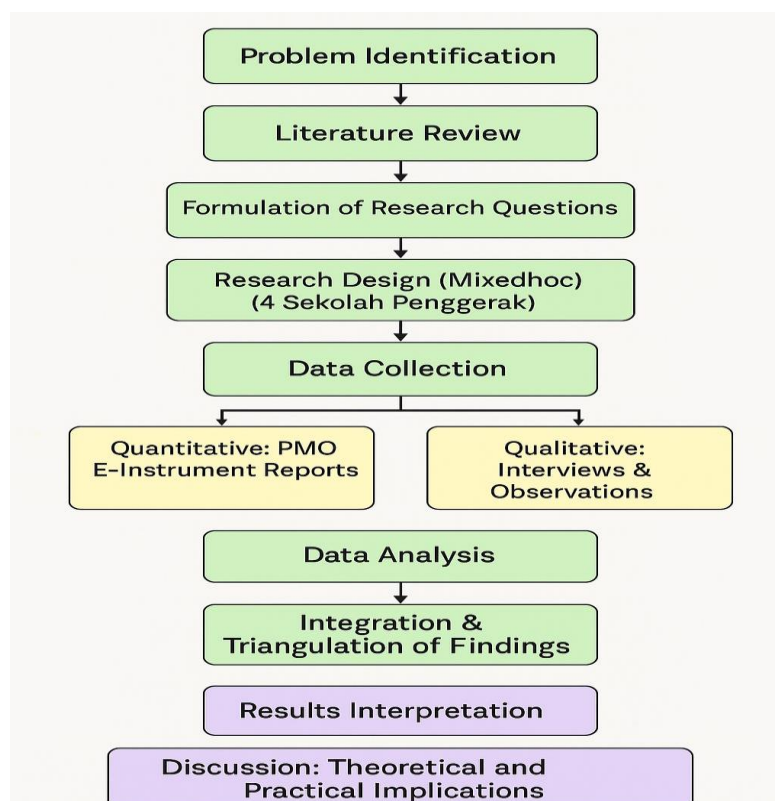 Problem Identification
Literature Review
Formulation of Research Questions
Research Design (Mixedhoc)
(4 Sekolah Penggerak)
Data Collection
Quantitative: PMO
E-Instrument Reports
Qualitative:
Interviews &
Observations
Data Analysis
Integration &
Triangulation of Findings
Results Interpretation
Discussion: Theoretical and
Practical Implications